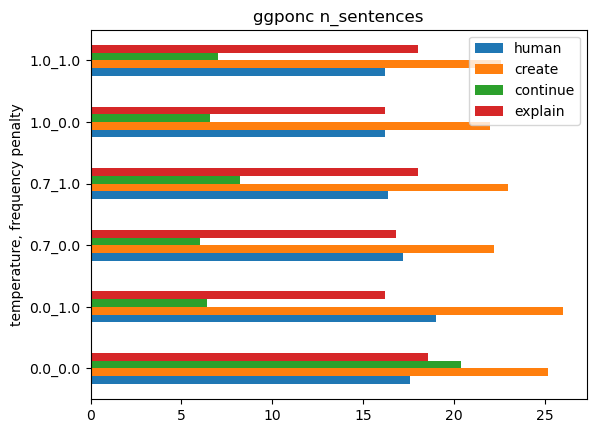 ggponc n_sentences
temperature, frequency penalty
1.0_1.0
1.0_0.0
0.7_1.0
0.7_0.0
0.0_1.0
0.0_0.0
0 5 10 15 20 25
human
create
continue
explain